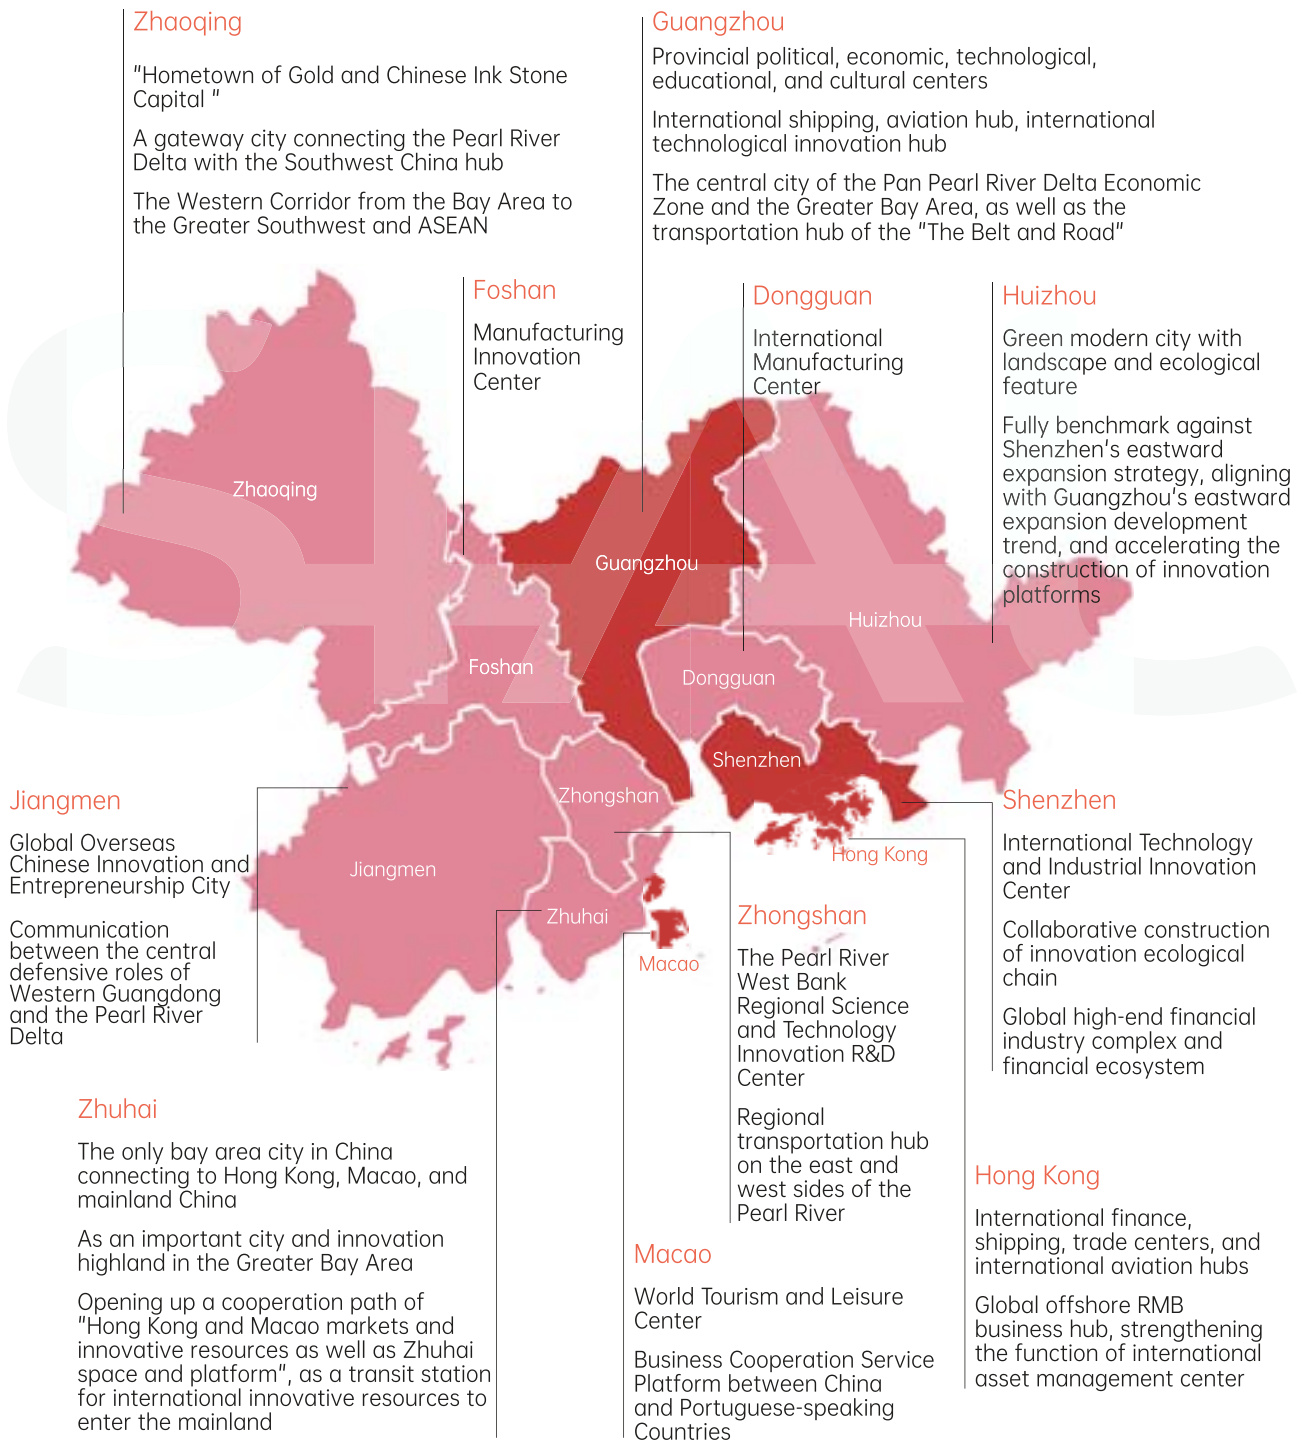 Zhaoqing
"Hometown of Gold and Chinese Ink Stone
Capital "
A gateway city connecting the Pearl River
Delta with the Southwest China hub
The Western Corridor from the Bay Area to
the Greater Southwest and ASEAN
Guangzhou
Provincial political, economic, technological,
educational, and cultural centers
International shipping, aviation hub, international
technological innovation hub
The central city of the Pan Pearl River Delta Economic
Zone and the Greater Bay Area, as well as the
transportation hub of the "The Belt and Road"
Foshan
Manufacturing
Innovation
Center
Dongguan
International
Manufacturing
Center
Huizhou
Green modern city with
landscape and ecological
feature
Fully benchmark against
Shenzhen's eastward
expansion strategy, aligning
with Guangzhou's eastward
expansion development
trend, and accelerating the
construction of innovation
platforms
Zhaoqing
Guangzhou
Huizhou
Foshan
Dongguan
Shenzhen
Zhongshan
Jiangmen
Hong Kong
Zhuhai
Macao
Jiangmen
Global Overseas
Chinese Innovation and
Entrepreneurship City
Communication
between the central
defensive roles of
Western Guangdong
and the Pearl River
Delta
Shenzhen
International Technology
and Industrial Innovation
Center
Collaborative construction
of innovation ecological
chain
Global high-end financial
industry complex and
financial ecosystem
Zhongshan
The Pearl River
West Bank
Regional Science
and Technology
Innovation R&D
Center
Regional
transportation hub
on the east and
west sides of the
Pearl River
Zhuhai
The only bay area city in China
connecting to Hong Kong, Macao, and
mainland China
As an important city and innovation
highland in the Greater Bay Area
Opening up a cooperation path of
"Hong Kong and Macao markets and
innovative resources as well as Zhuhai
space and platform", as a transit station
for international innovative resources to
enter the mainland
Macao
World Tourism and Leisure
Center
Business Cooperation Service
Platform between China
and Portuguese-speaking
Countries
Hong Kong
International finance,
shipping, trade centers, and
international aviation hubs
Global offshore RMB
business hub, strengthening
the function of international
asset management center